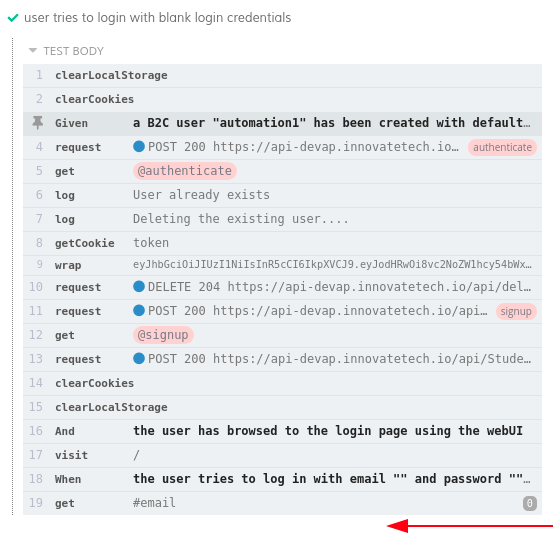 user tries to login with blank login credentials
TEST BODY
1 clearLocalStorage
2 clearCookies
Given a B2C user "automation1" has been created with default…
4 request POST 200 https://api-devap.innovatetech.io… authenticate
5 get @authenticate
6 log User already exists
7 log Deleting the existing user....
8 getCookie token
9 wrap eyJhbGciOiJIUzI1NiIsInR5cCI6IkpXVCJ9.eyJodHRwOi8vc2NoZW1hcy54bWx…
10 request DELETE 204 https://api-devap.innovatetech.io/api/del…
11 request POST 200 https://api-devap.innovatetech.io/api… signup
12 get @signup
13 request POST 200 https://api-devap.innovatetech.io/api/Stude…
14 clearCookies
15 clearLocalStorage
16 And the user has browsed to the login page using the webUI
17 visit /
18 When the user tries to log in with email "" and password ""…
19 get #email 0